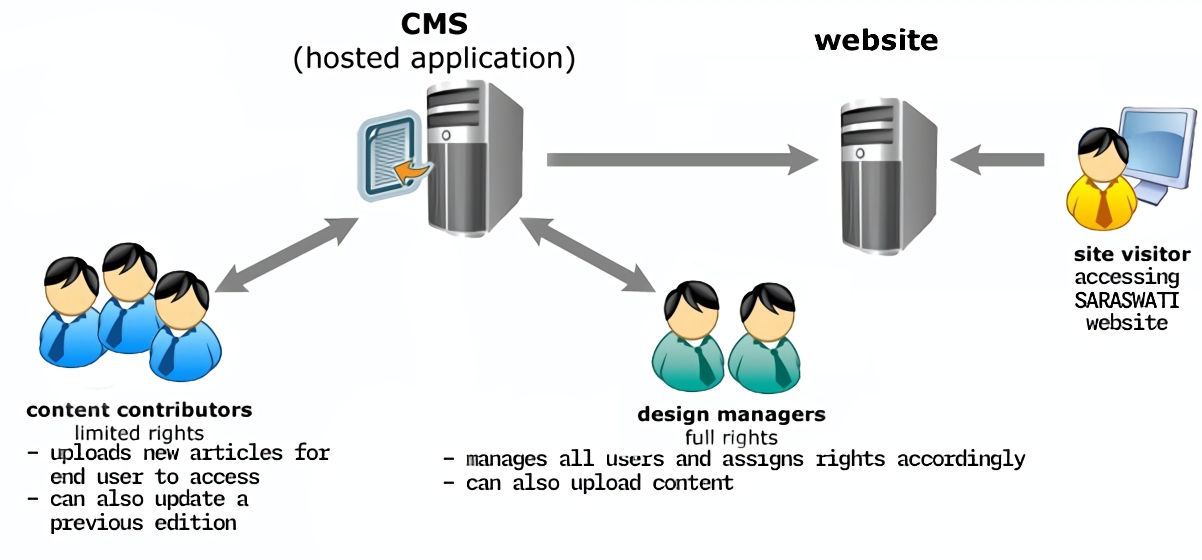 CMS
(hosted application)
website
site visitor
accessing
SARASWATI
website
content contributors
limited rights
– uploads new articles for
end user to access
– can also update a
previous edition
design managers
full rights
– manages all users and assigns rights accordingly
– can also upload content